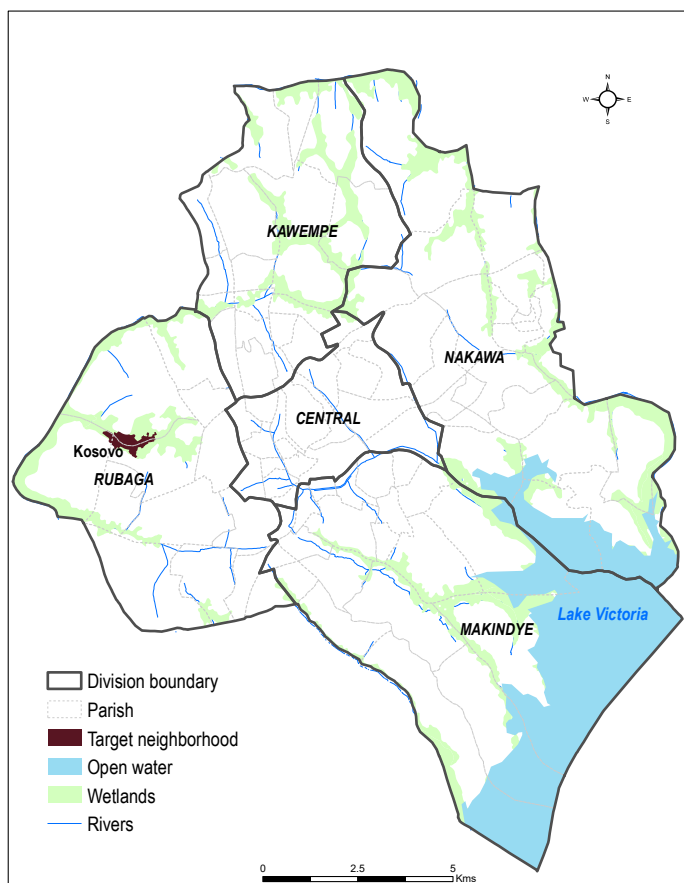 N
W E
S
KAWEMPE
NAKAWA
CENTRAL
Kosovo
RUBAGA
Lake Victoria
MAKINDYE
Division boundary
Parish
Target neighborhood
Open water
Wetlands
Rivers
0 2.5 5
Kms